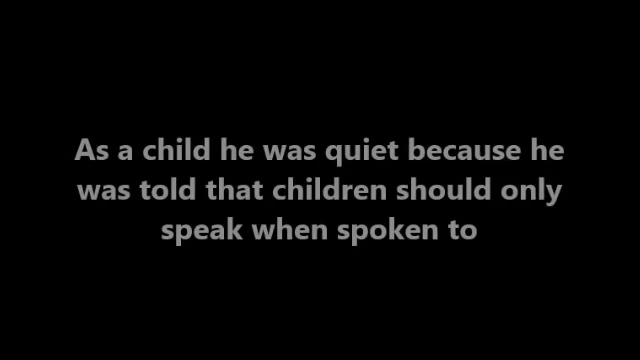 As a child he was quiet because he
was told that children should only
speak when spoken to